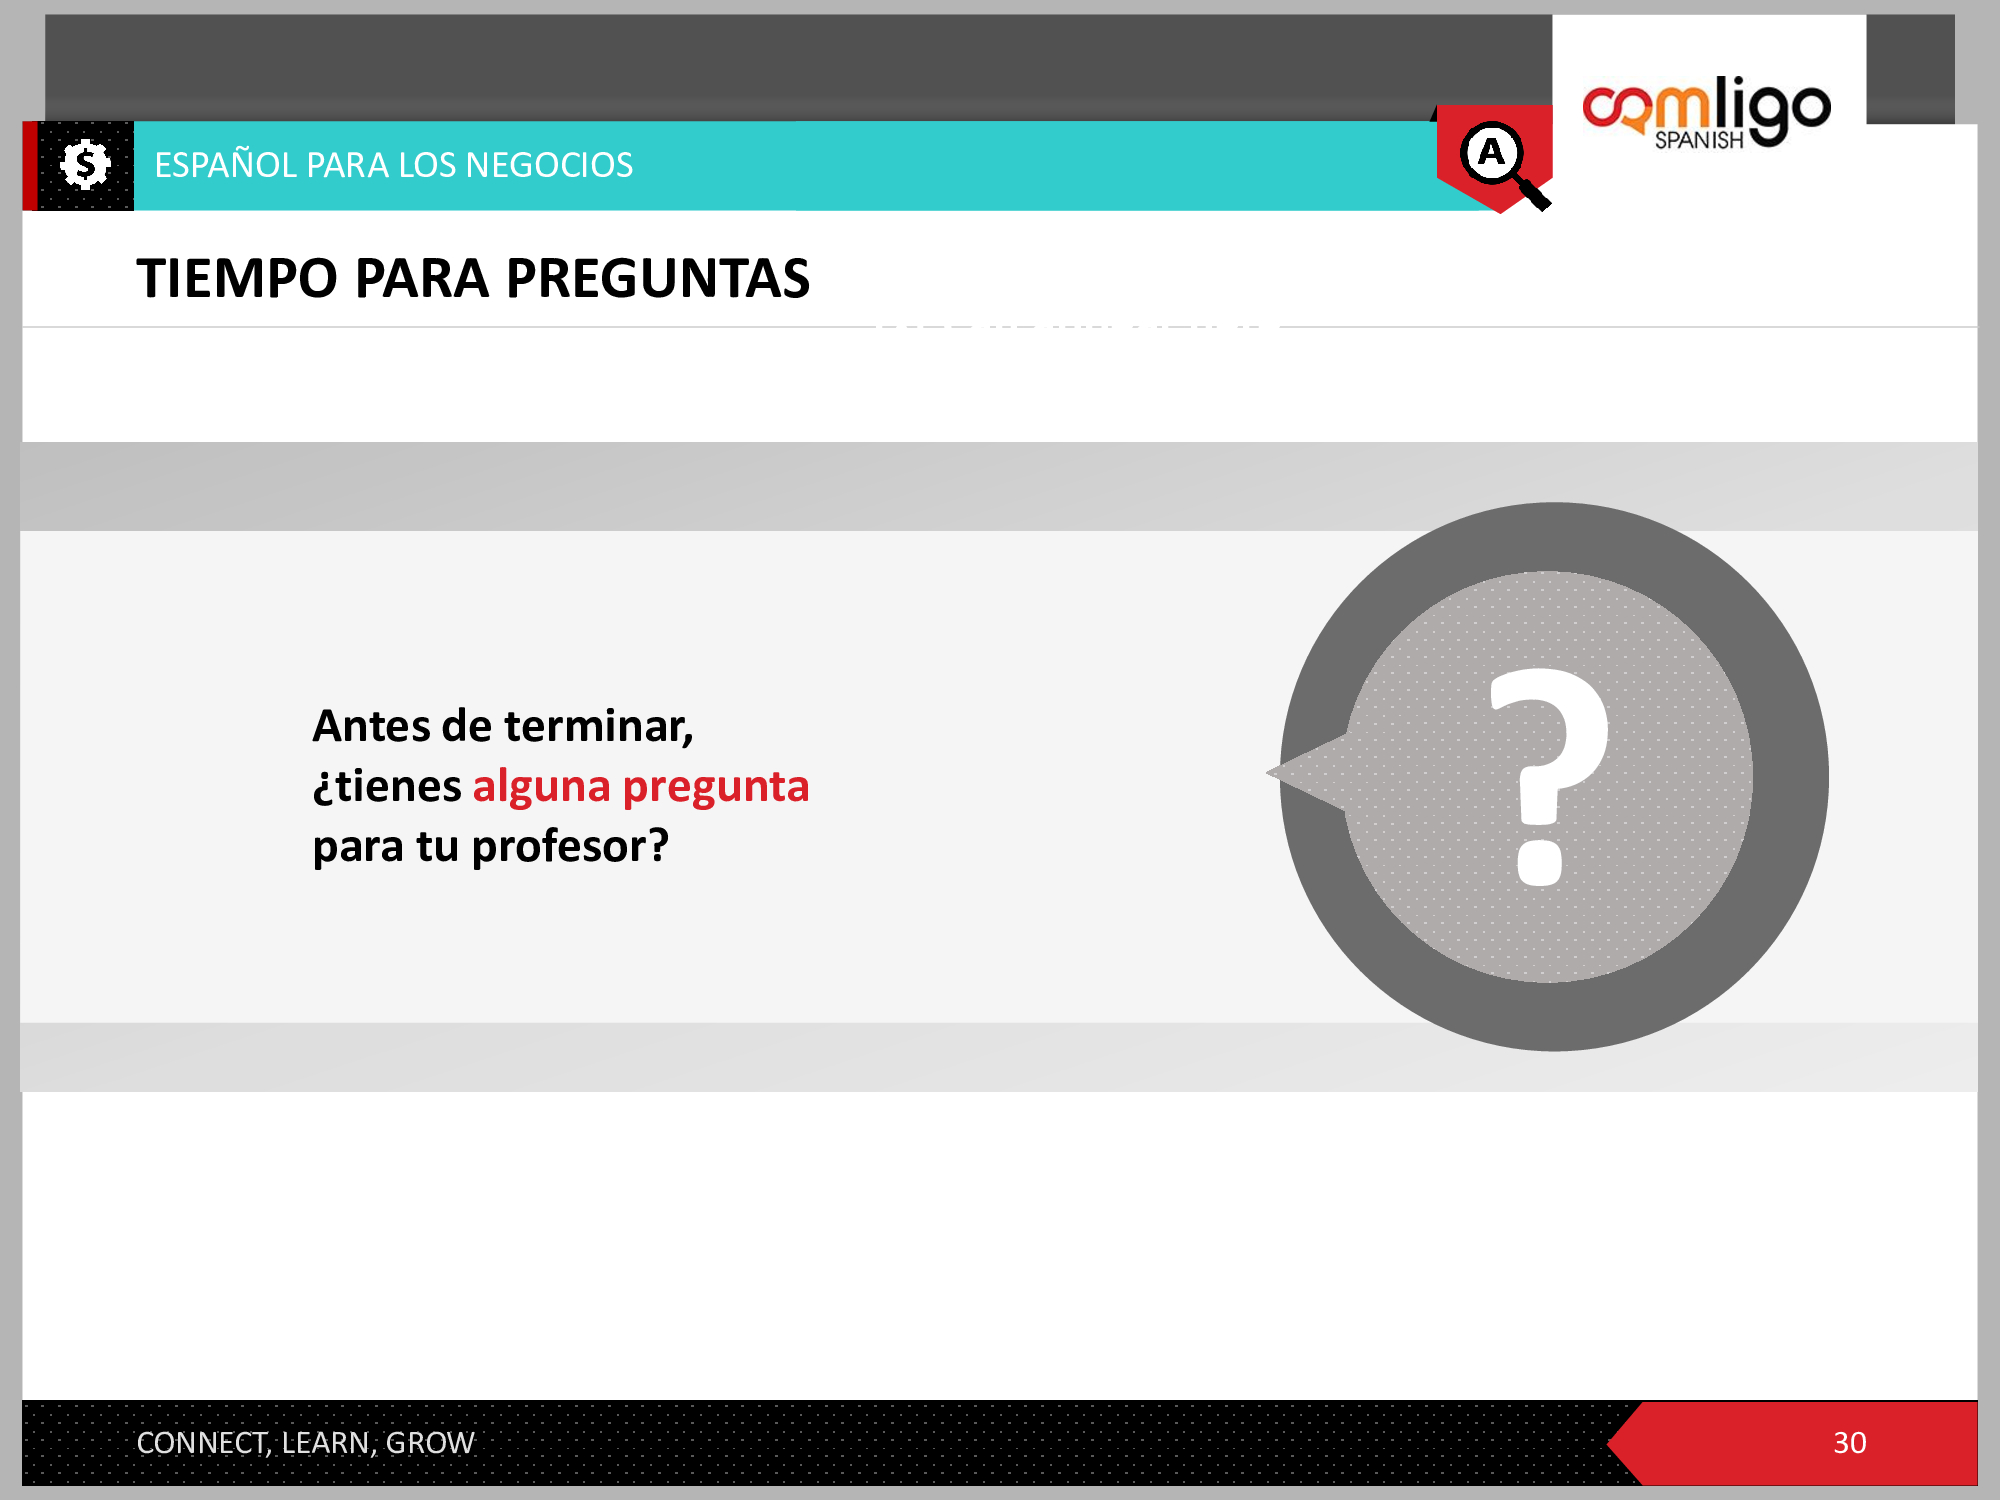 comligo
SPANISH
$
ESPAÑOL PARA LOS NEGOCIOS
A
TIEMPO PARA PREGUNTAS
Antes de terminar,
¿tienes alguna pregunta
para tu profesor?
?
CONNECT, LEARN, GROW
30